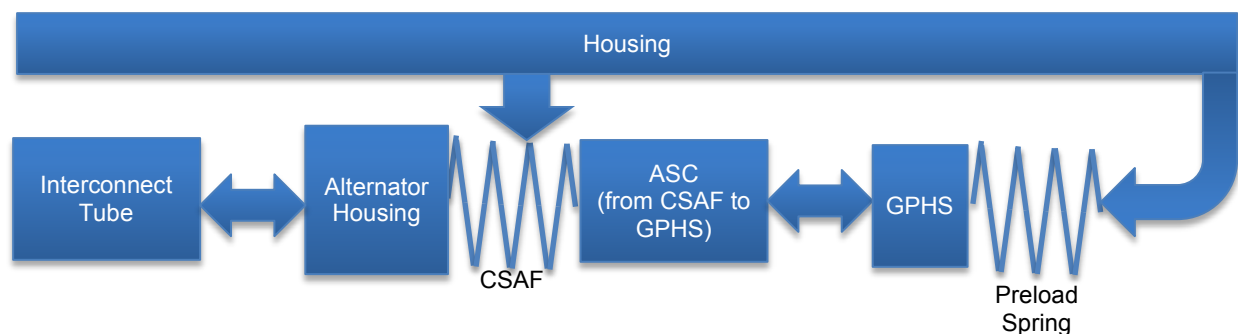 Housing
Interconnect
Tube
Alternator
Housing
CSAF
ASC
(from CSAF to
GPHS)
GPHS
Preload
Spring